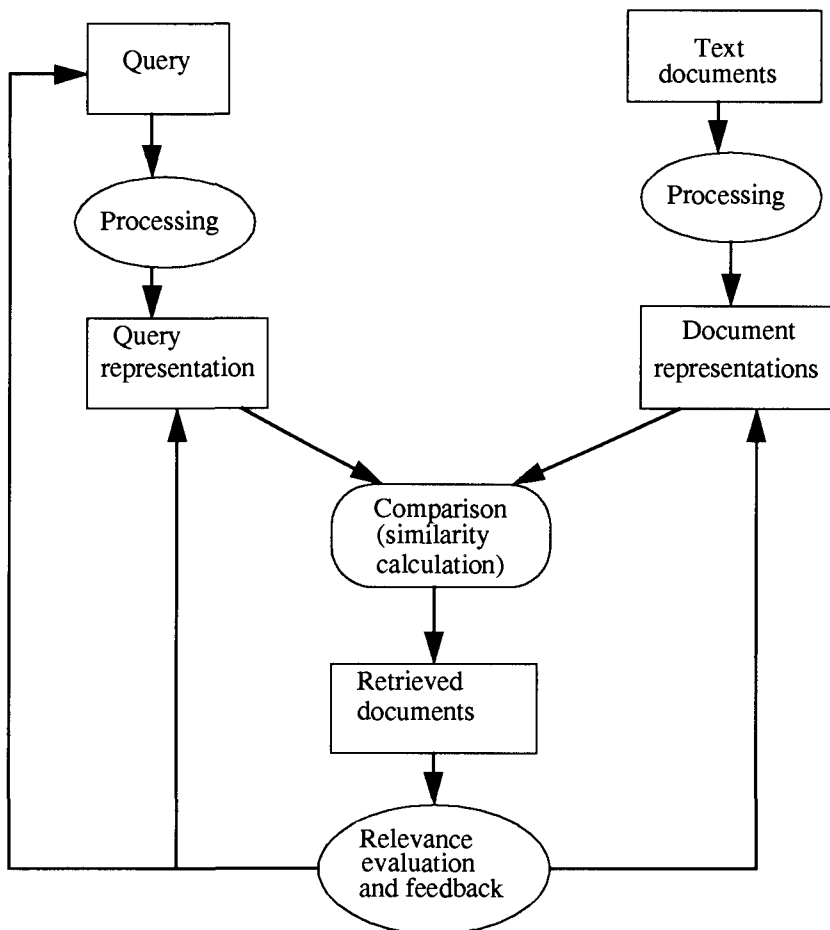 Query
Text
documents
Processing
Processing
Query
representation
Document
representations
Comparison
(similarity
calculation)
Retrieved
documents
Relevance
evaluation
and feedback